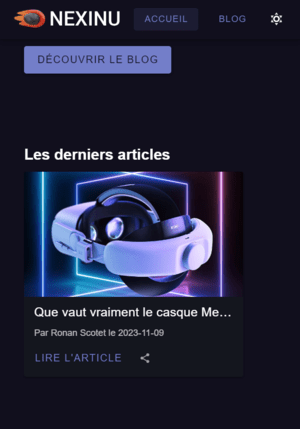 NEXINU ACCUEIL BLOG
DÉCOUVRIR LE BLOG
Les derniers articles
Que vaut vraiment le casque Me...
Par Ronan Scotet le 2023-11-09
LIRE L'ARTICLE